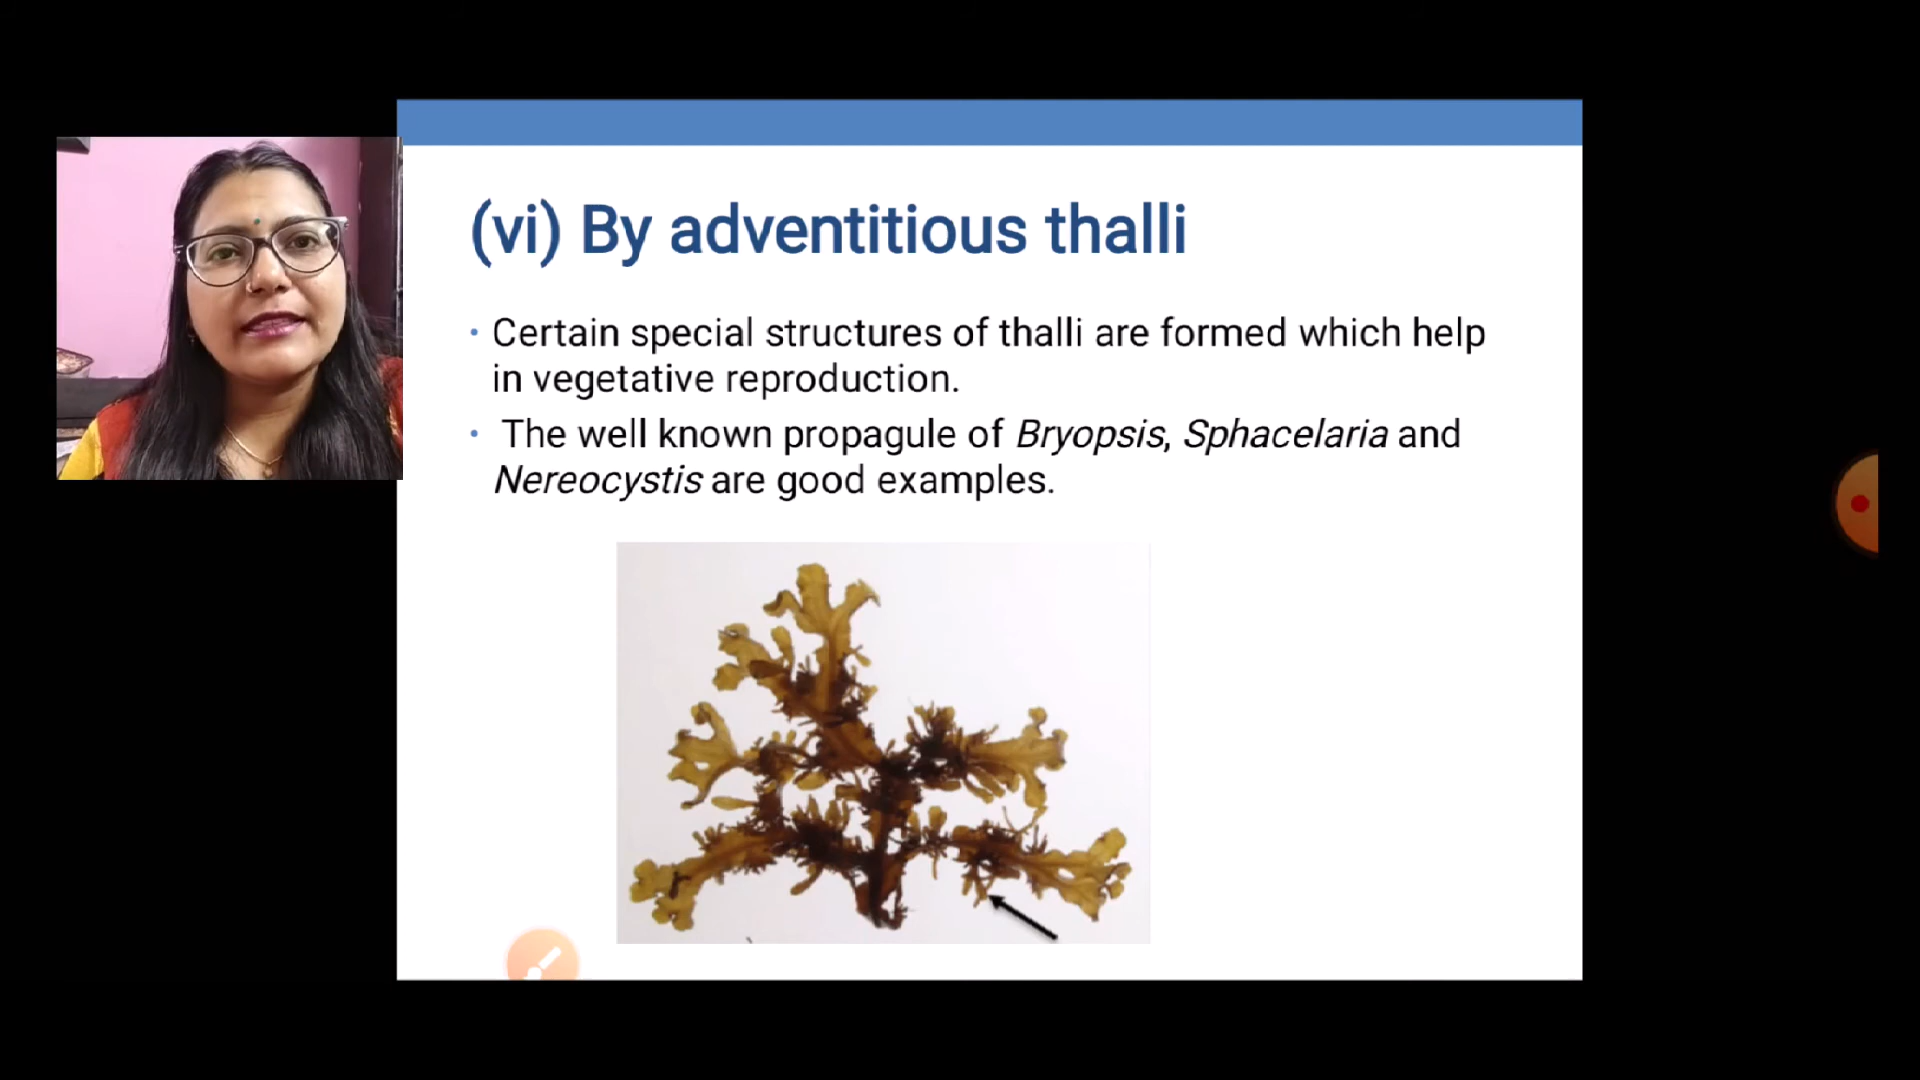 (vi) By adventitious thalli
• Certain special structures of thalli are formed which help
in vegetative reproduction.
• The well known propagule of Bryopsis, Sphacelaria and
Nereocystis are good examples.